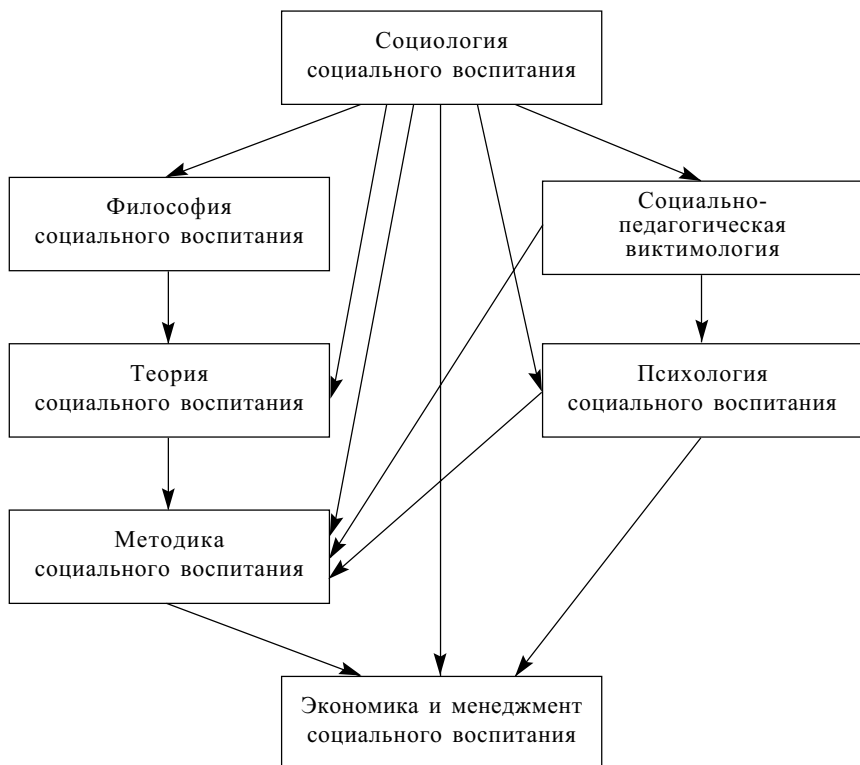 Социология
социального воспитания
Философия
социального воспитания
Социально-
педагогическая
виктимология
Теория
социального воспитания
Психология
социального воспитания
Методика
социального воспитания
Экономика и менеджмент
социального воспитания